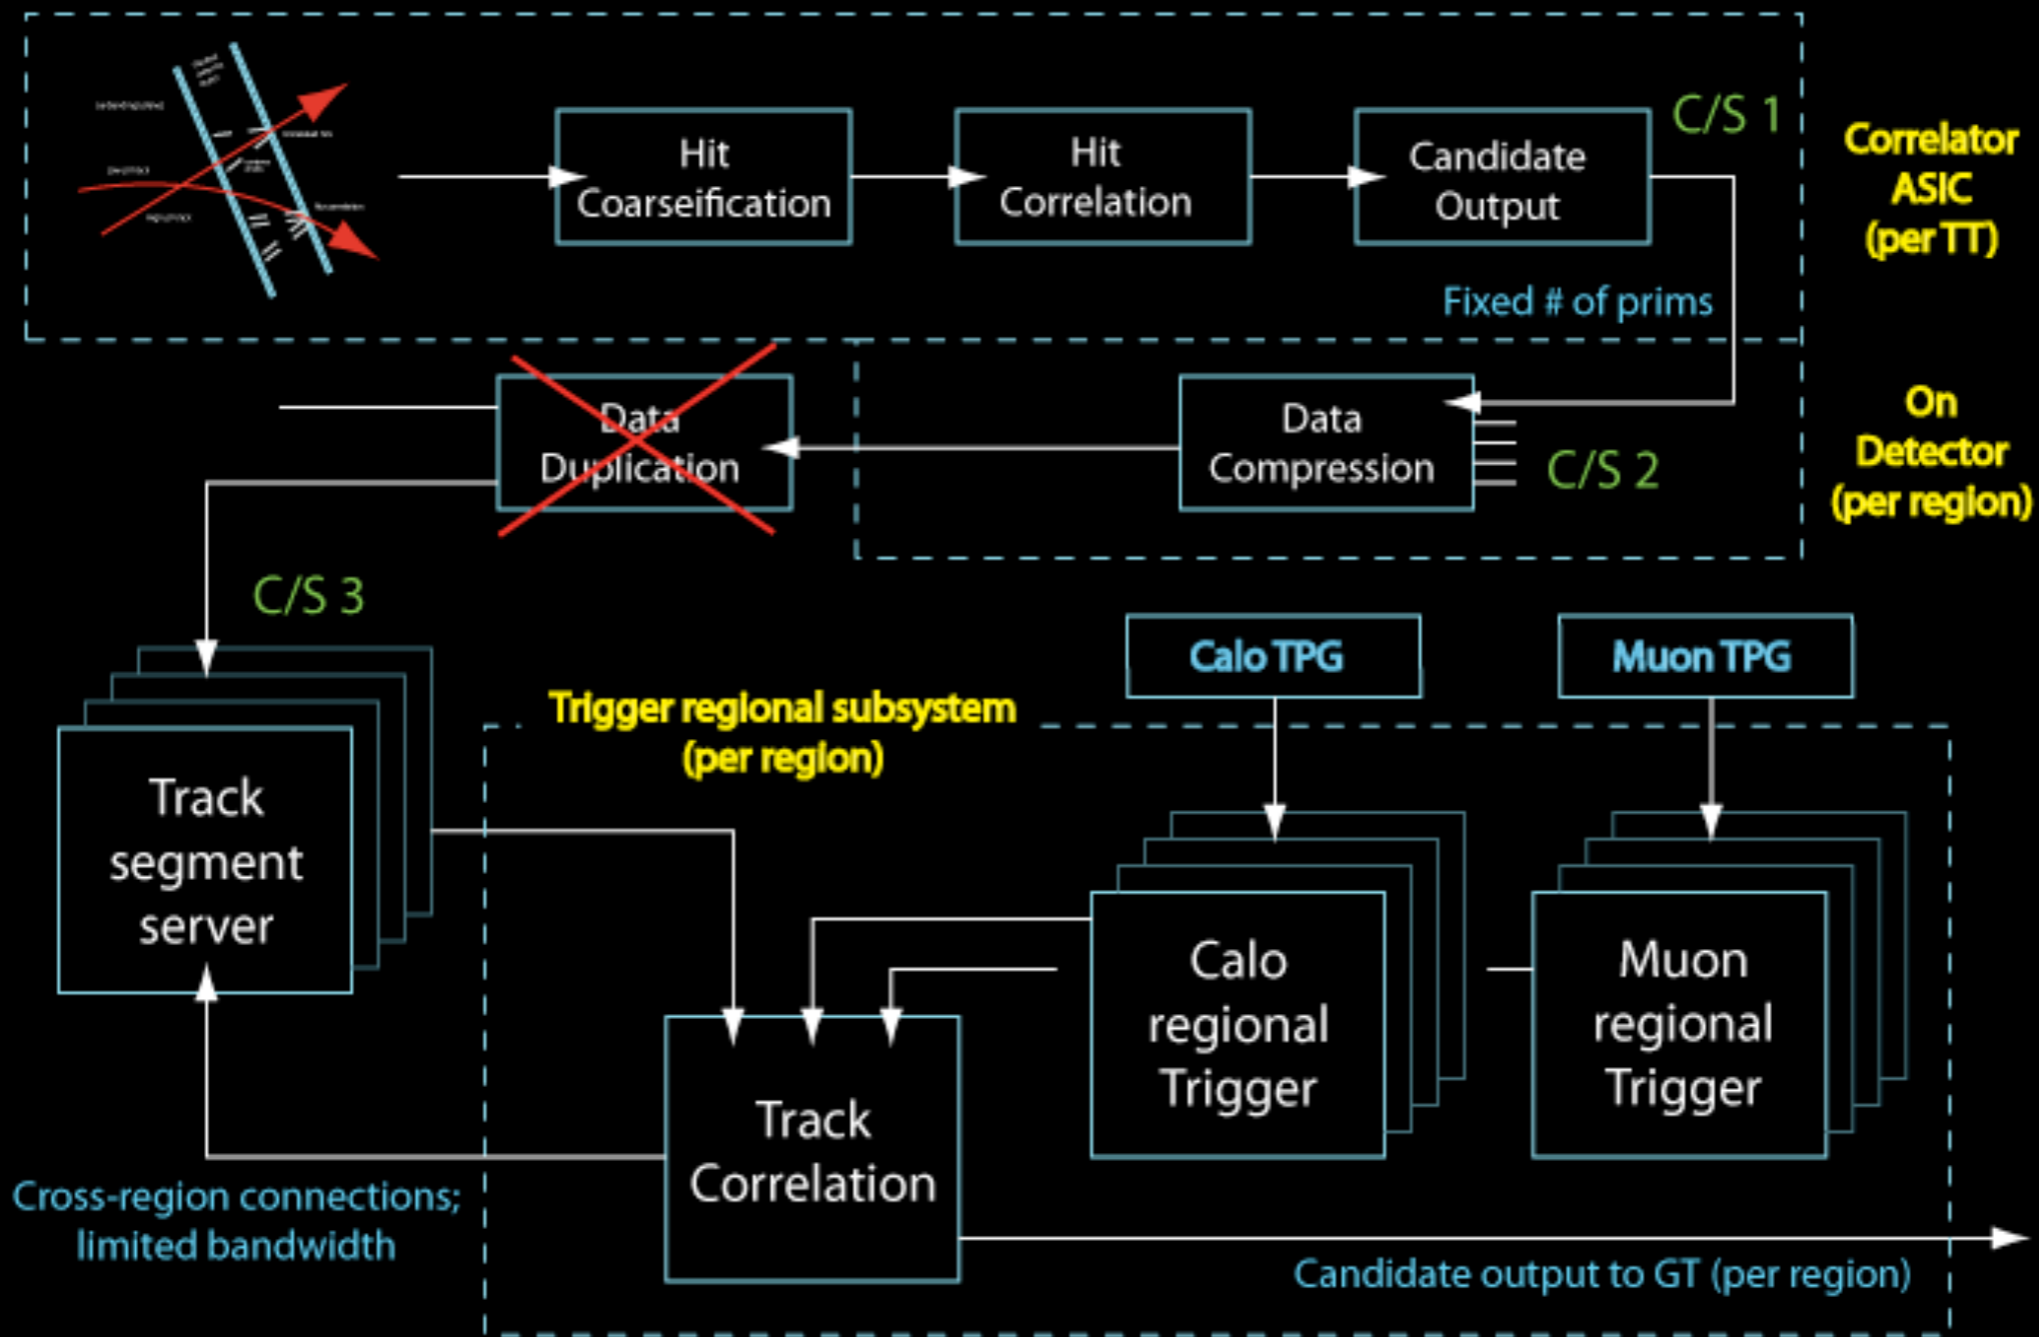 Hit
Coarseification
Hit
Correlation
Candidate
Output
C/S 1
Correlator
ASIC
(per TT)
Fixed # of prims
Data
Duplication
Data
Compression
C/S 2
On
Detector
(per region)
C/S 3
Calo TPG
Muon TPG
Trigger regional subsystem
(per region)
Track
segment
server
Calo
regional
Trigger
Muon
regional
Trigger
Track
Correlation
Cross-region connections;
limited bandwidth
Candidate output to GT (per region)